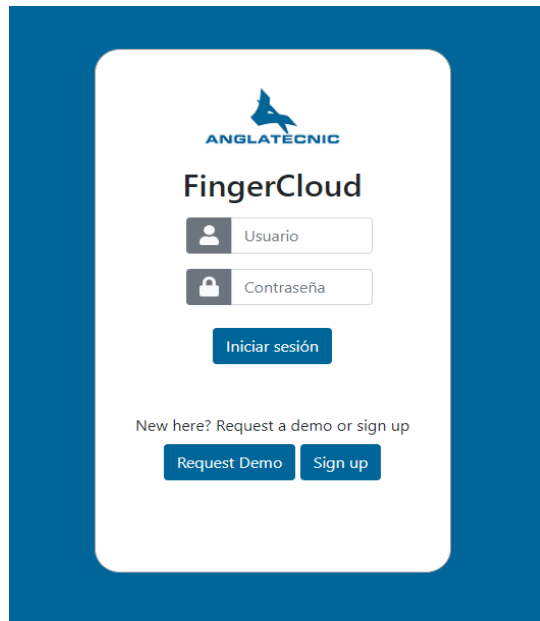 ANGLATECNIC
FingerCloud
Usuario
Contraseña
Iniciar sesión
New here? Request a demo or sign up
Request Demo Sign up